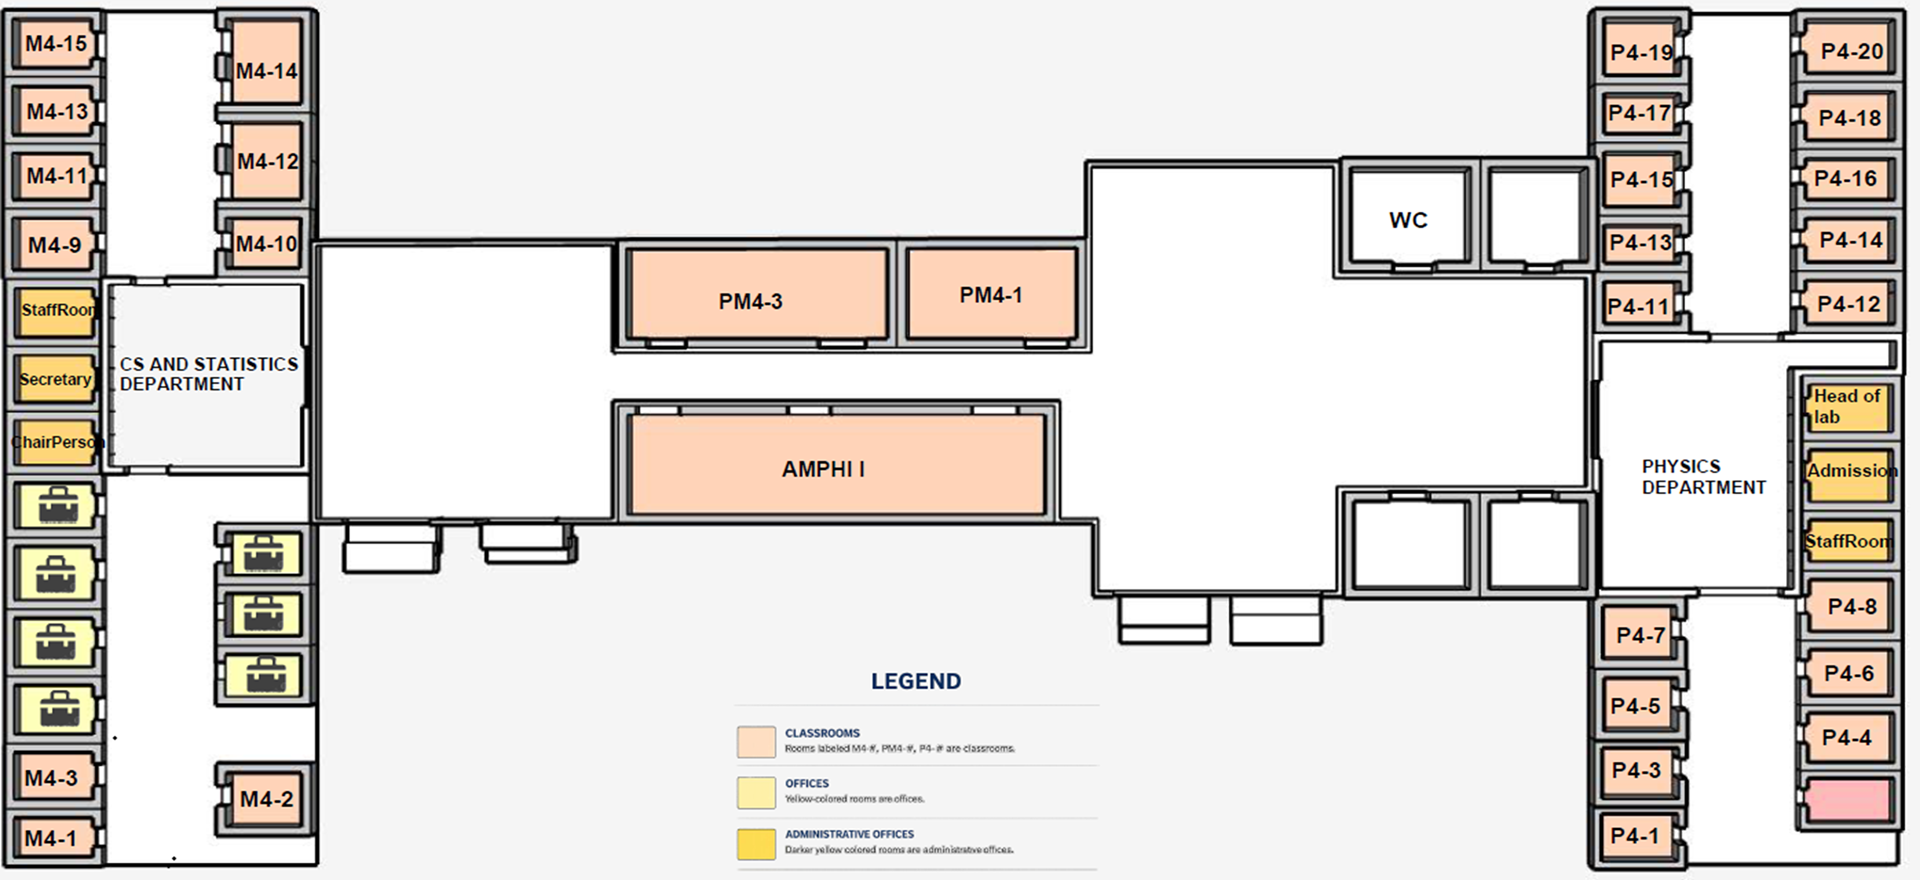 M4-15
M4-14
M4-13
M4-12
M4-11
M4-10
M4-9
StaffRoom
Secretary
ChairPerson
CS AND STATISTICS
DEPARTMENT
M4-3
M4-2
M4-1
PM4-3
PM4-1
AMPHI I
WC
P4-19
P4-20
P4-17
P4-18
P4-15
P4-16
P4-13
P4-14
P4-11
P4-12
PHYSICS
DEPARTMENT
Head of
lab
Admission
StaffRoom
P4-8
P4-7
P4-6
P4-5
P4-4
P4-3
P4-1
LEGEND
CLASSROOMS
Rooms labeled M4-#, PM4-#, P4-# are classrooms.
OFFICES
Yellow-colored rooms are offices.
ADMINISTRATIVE OFFICES
Darker yellow colored rooms are administrative offices.